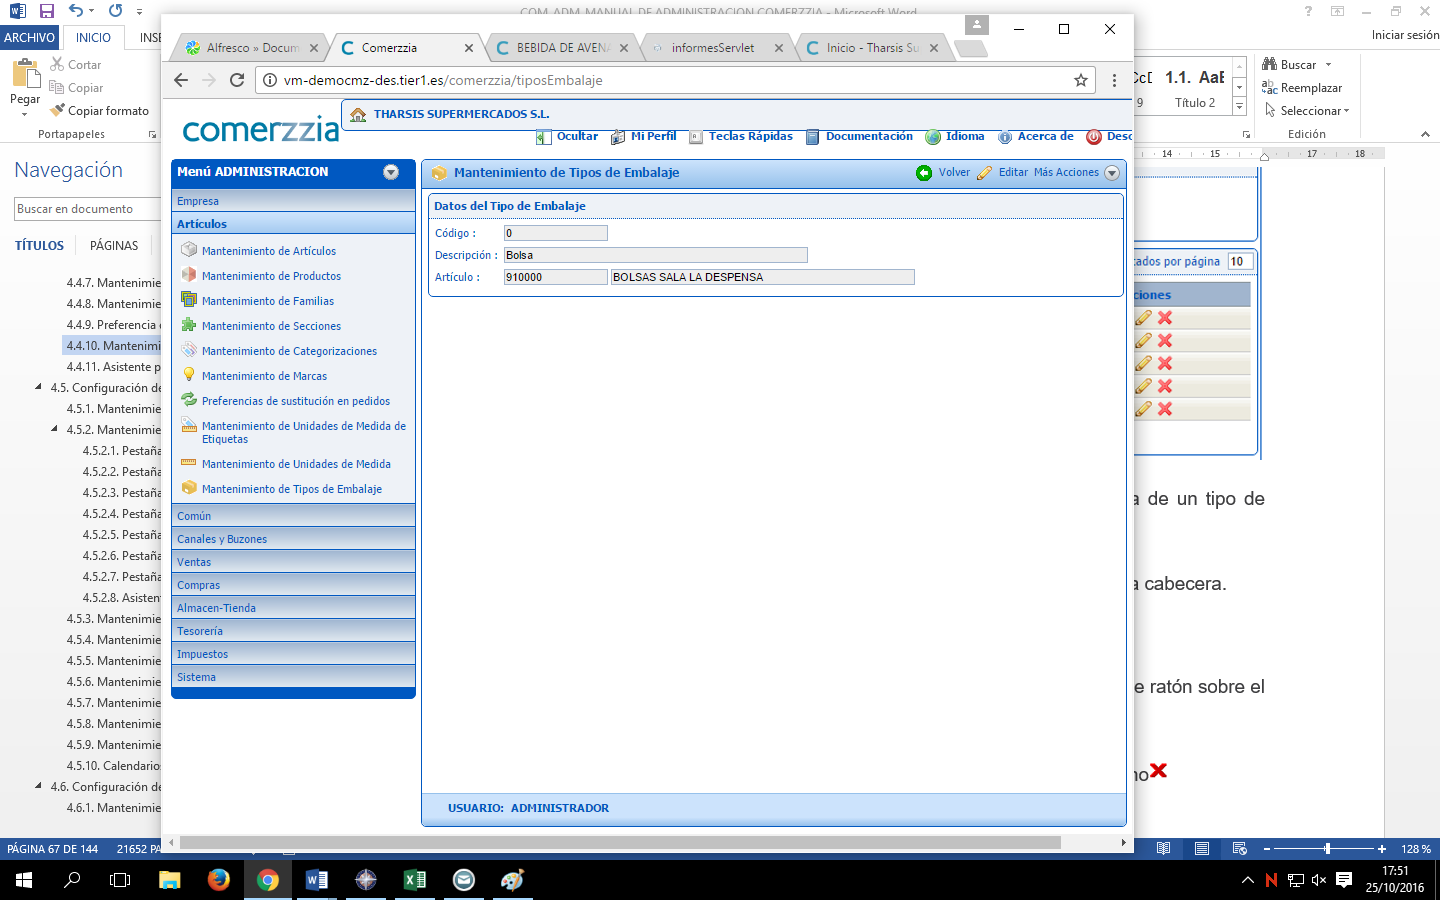 COM_ADM_MANUAL DE ADMINISTRACION COMERZZIA - Microsoft Word
ARCHIVO
INICIO
INSE
Iniciar sesión
Pegar
Cortar
Copiar
Copiar formato
Portapapeles
9
1.1. AaB
Título 2
Buscar
Reemplazar
Seleccionar
Edición
Navegación
Buscar en documento
TÍTULOS
PÁGINAS
4.4.7. Mantenimie
4.4.8. Mantenimie
4.4.9. Preferencia
4.4.10. Mantenimi
4.4.11. Asistente p
4.5. Configuración de
4.5.1. Mantenimie
4.5.2. Mantenimie
4.5.2.1. Pestaña
4.5.2.2. Pestaña
4.5.2.3. Pestaña
4.5.2.4. Pestaña
4.5.2.5. Pestaña
4.5.2.6. Pestaña
4.5.2.7. Pestaña
4.5.2.8. Asisten
4.5.3. Mantenimie
4.5.4. Mantenimie
4.5.5. Mantenimie
4.5.6. Mantenimie
4.5.7. Mantenimie
4.5.8. Mantenimie
4.5.9. Mantenimie
4.5.10. Calendario
4.6. Configuración de
4.6.1. Mantenimie
Alfresco » Docum
Comerzzia
BEBIDA DE AVENA
informesServlet
Inicio - Tharsis Su
vm-democmz-des.tier1.es/comerzzia/tiposEmbalaje
comerzzia
THARSIS SUPERMERCADOS S.L.
Ocultar
Mi Perfil
Teclas Rápidas
Documentación
Idioma
Acerca de
Desc
Menú ADMINISTRACION
Empresa
Artículos
Mantenimiento de Artículos
Mantenimiento de Productos
Mantenimiento de Familias
Mantenimiento de Secciones
Mantenimiento de Categorizaciones
Mantenimiento de Marcas
Preferencias de sustitución en pedidos
Mantenimiento de Unidades de Medida de
Etiquetas
Mantenimiento de Unidades de Medida
Mantenimiento de Tipos de Embalaje
Común
Canales y Buzones
Ventas
Compras
Almacen-Tienda
Tesorería
Impuestos
Sistema
Mantenimiento de Tipos de Embalaje
Volver
Editar
Más Acciones
Datos del Tipo de Embalaje
Código :
0
Descripción :
Bolsa
Artículo :
910000
BOLSAS SALA LA DESPENSA
USUARIO: ADMINISTRADOR
14
15
17
18
tados por página
10
ciones
a de un tipo de
a cabecera.
e ratón sobre el
no
PÁGINA 67 DE 144
21652 PA
128 %
17:51
25/10/2016